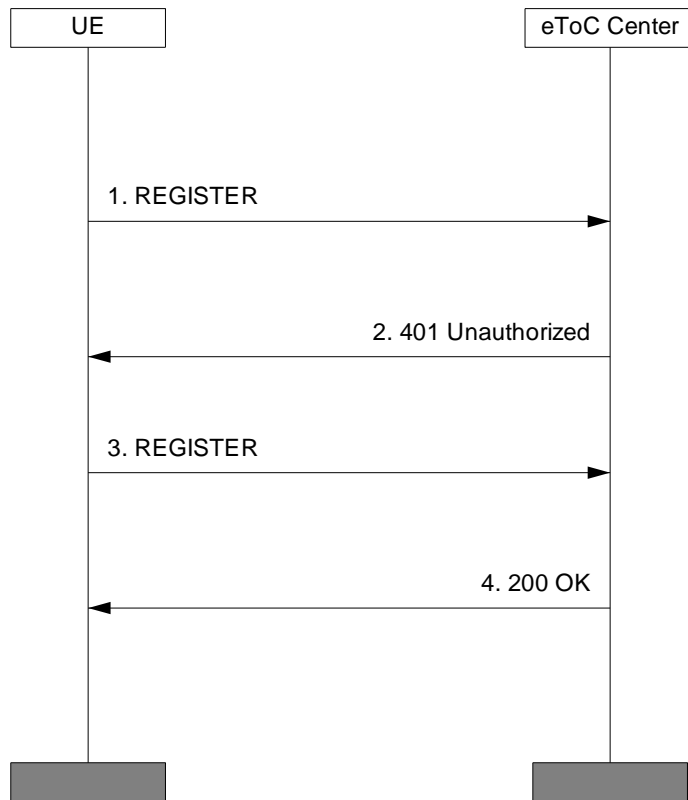 UE
eToC Center
1. REGISTER
2. 401 Unauthorized
3. REGISTER
4. 200 OK